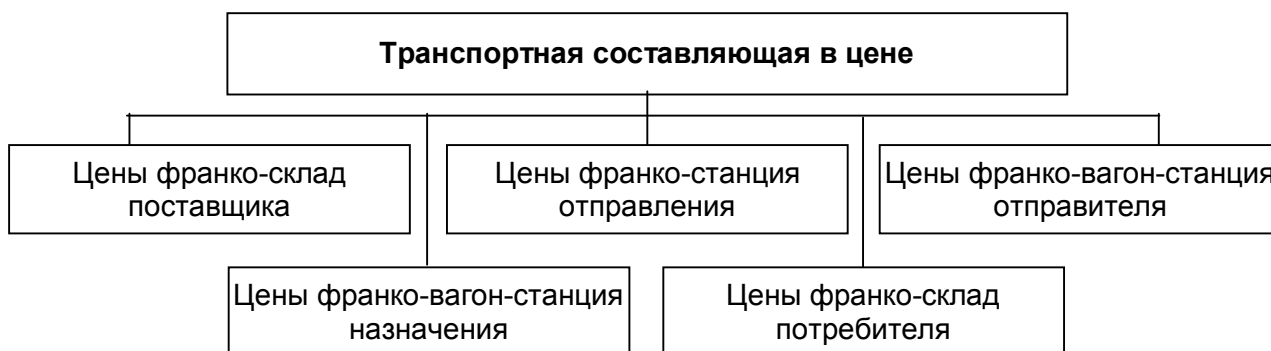 Транспортная составляющая в цене
Цены франко-склад
поставщика
Цены франко-станция
отправления
Цены франко-вагон-станция
отправителя
Цены франко-вагон-станция
назначения
Цены франко-склад
потребителя